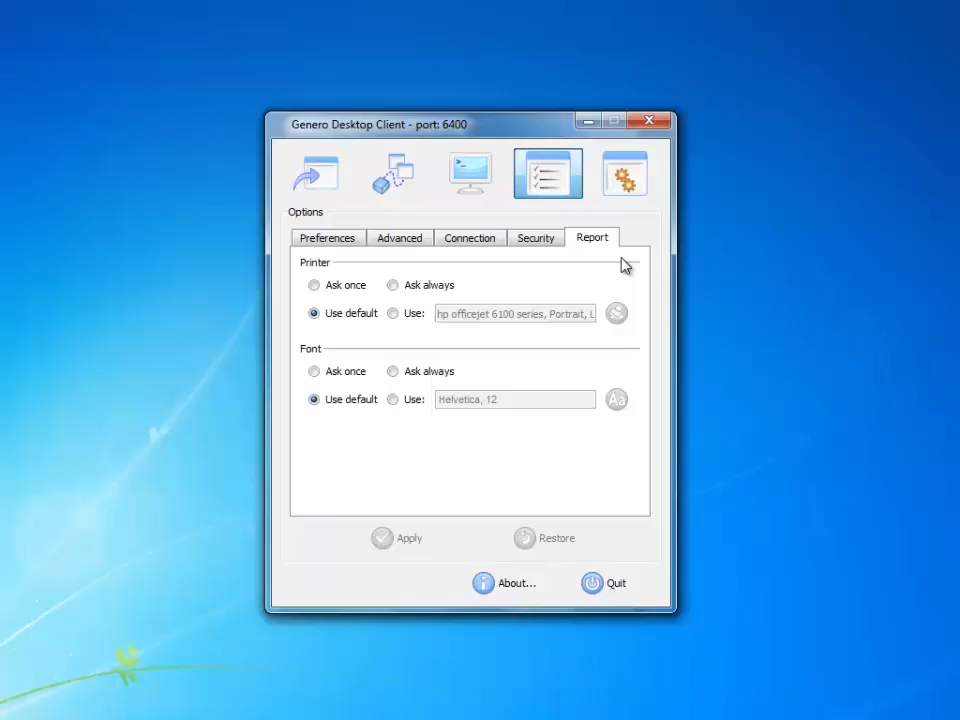 Genero Desktop Client - port: 6400
Options
Preferences Advanced Connection Security Report
Printer
Ask once Ask always
Use default Use: hp officejet 6100 series, Portrait, L
Font
Ask once Ask always
Use default Use: Helvetica, 12 Aa
Apply Restore
About... Quit